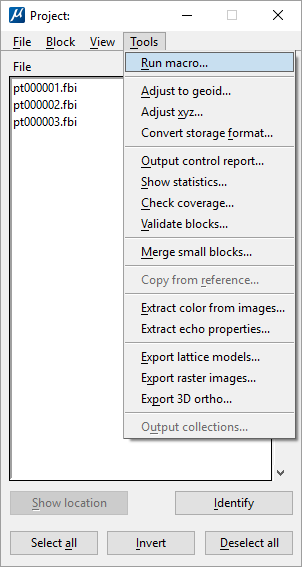 Project:
File Block View Tools
File
pt000001.fbi
pt000002.fbi
pt000003.fbi
Run macro...
Adjust to geoid...
Adjust xyz...
Convert storage format...
Output control report...
Show statistics...
Check coverage...
Validate blocks...
Merge small blocks...
Copy from reference...
Extract color from images...
Extract echo properties...
Export lattice models...
Export raster images...
Export 3D ortho...
Output collections...
Show location Identify
Select all Invert Deselect all